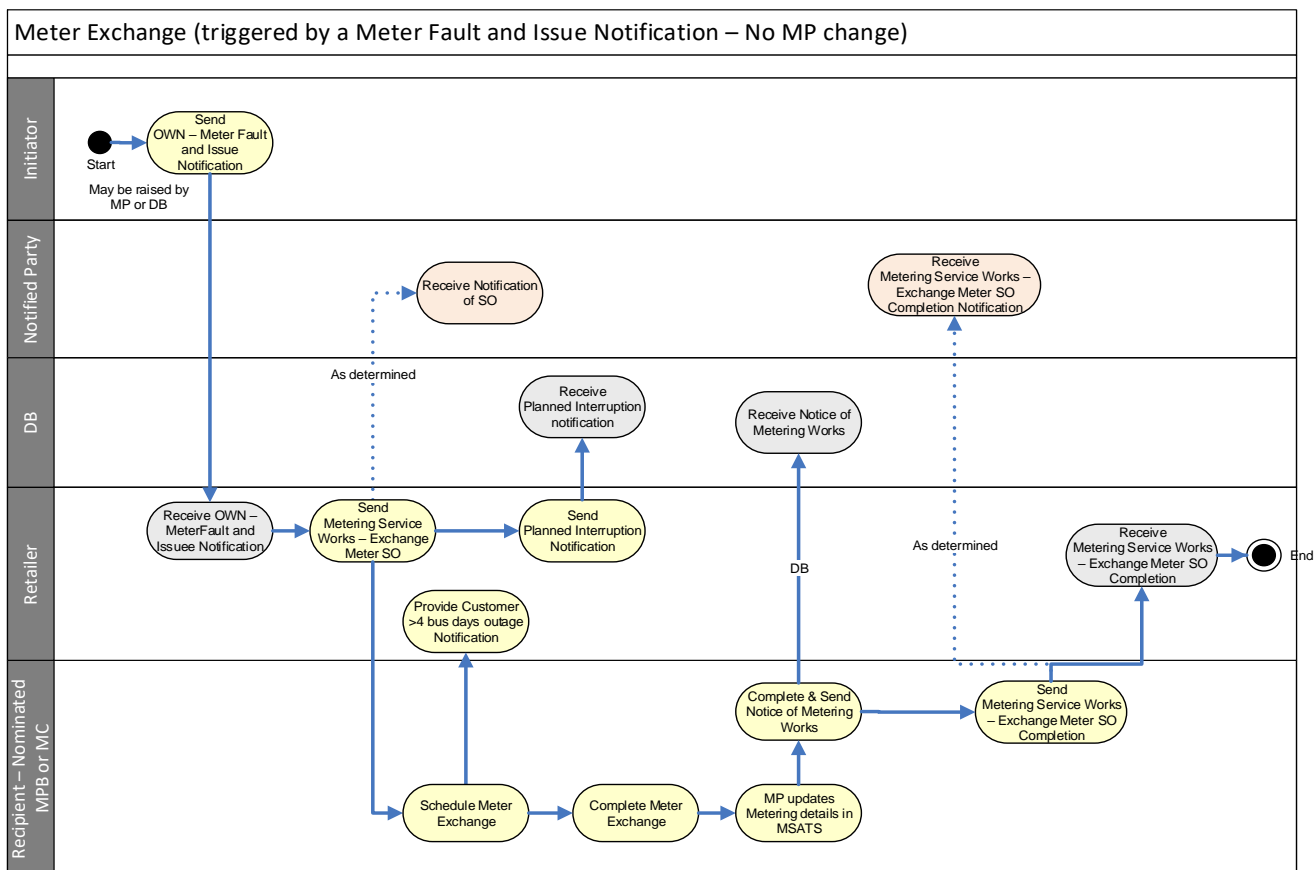 Meter Exchange (triggered by a Meter Fault and Issue Notification – No MP change)
Initiator
Start
May be raised by
MP or DB
Send
OWN – Meter Fault
and Issue
Notification
Notified Party
Receive Notification
of SO
Receive
Metering Service Works –
Exchange Meter SO
Completion Notification
DB
As determined
Receive
Planned Interruption
notification
Receive Notice of
Metering Works
Retailer
Receive OWN –
MeterFault and
Issuee Notification
Send
Metering Service
Works – Exchange
Meter SO
Send
Planned Interruption
Notification
Provide Customer
>4 bus days outage
Notification
DB
As determined
Receive
Metering Service Works
– Exchange Meter SO
Completion
End
Recipient – Nominated
MPB or MC
Complete & Send
Notice of Metering
Works
Send
Metering Service Works
– Exchange Meter SO
Completion
Schedule Meter
Exchange
Complete Meter
Exchange
MP updates
Metering details in
MSATS